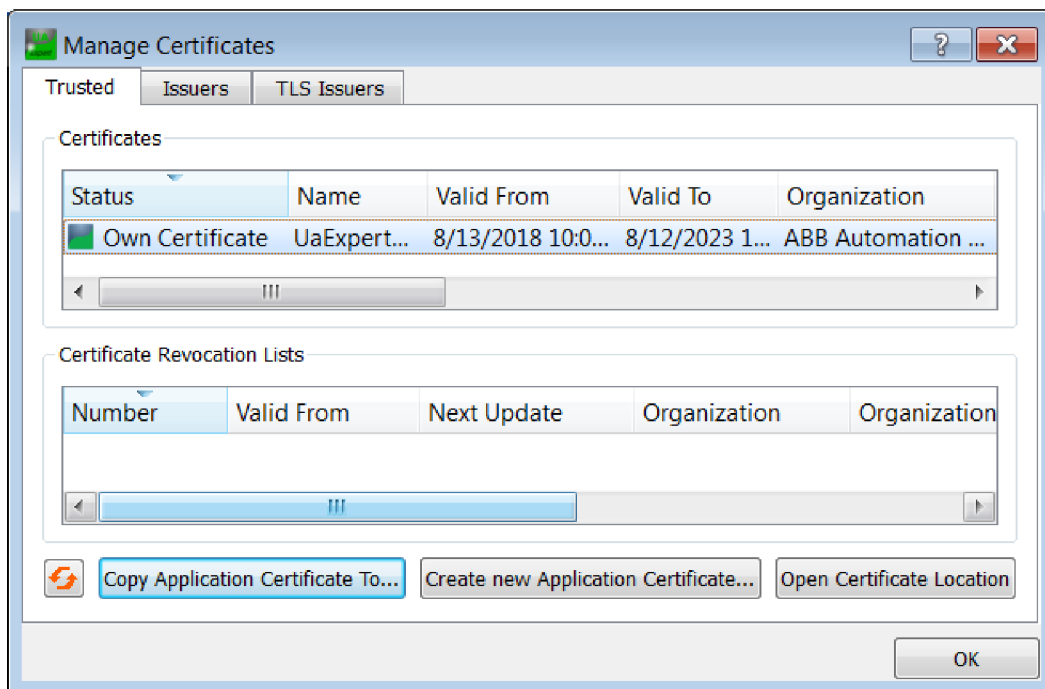 Manage Certificates
Trusted Issuers TLS Issuers
Certificates
Status Name Valid From Valid To Organization
Own Certificate UaExpert... 8/13/2018 10:0... 8/12/2023 1... ABB Automation ...
Certificate Revocation Lists
Number Valid From Next Update Organization Organization
Copy Application Certificate To... Create new Application Certificate... Open Certificate Location
OK